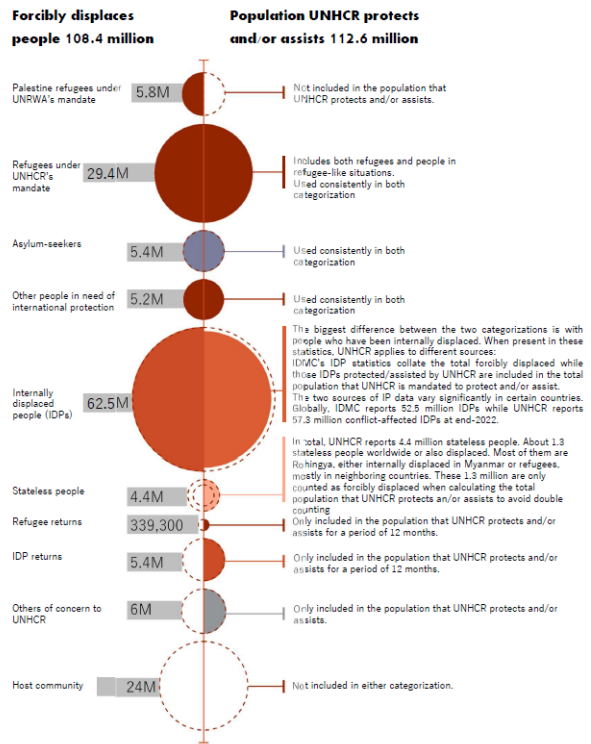 Forcibly displaces
people 108.4 million
Population UNHCR protects
and/or assists 112.6 million
Palestine refugees under
UNRWA's mandate
5.8M
Not included in the population that
UNHCR protects and/or assists.
Refugees under
UNHCR's
mandate
29.4M
Includes both refugees and people in
refugee-like situations.
Used consistently in both
categorization
Asylum-seekers
5.4M
Used consistently in both
categorization
Other people in need of
international protection
5.2M
Used consistently in both
categorization
Internally
displaced
people (IDPs)
62.5M
The biggest difference between the two categorizations is with
people who have been internally displaced. When present in these
statistics, UNHCR applies to different sources:
IDMC's IDP statistics collate the total forcibly displaced while
those IDPs protected/assisted by UNHCR are included in the total
population that UNHCR is mandated to protect and/or assist.
The two sources of IP data vary significantly in certain countries.
Globally, IDMC reports 52.5 million IDPs while UNHCR reports
57.3 million conflict-affected IDPs at end-2022.
Stateless people
4.4M
In total, UNHCR reports 4.4 million stateless people. About 1.3
stateless people worldwide or also displaced. Most of them are
Rohingya, either internally displaced in Myanmar or refugees,
mostly in neighboring countries. These 1.3 million are only
counted as forcibly displaced when calculating the total
population that UNHCR protects an/or assists to avoid double
counting
Refugee returns
339,300
Only included in the population that UNHCR protects and/or
assists for a period of 12 months.
IDP returns
5.4M
Only included in the population that UNHCR protects and/or
assists for a period of 12 months.
Others of concern to
UNHCR
6M
Only included in the population that UNHCR protects and/or
assists.
Host community
24M
Not included in either categorization.